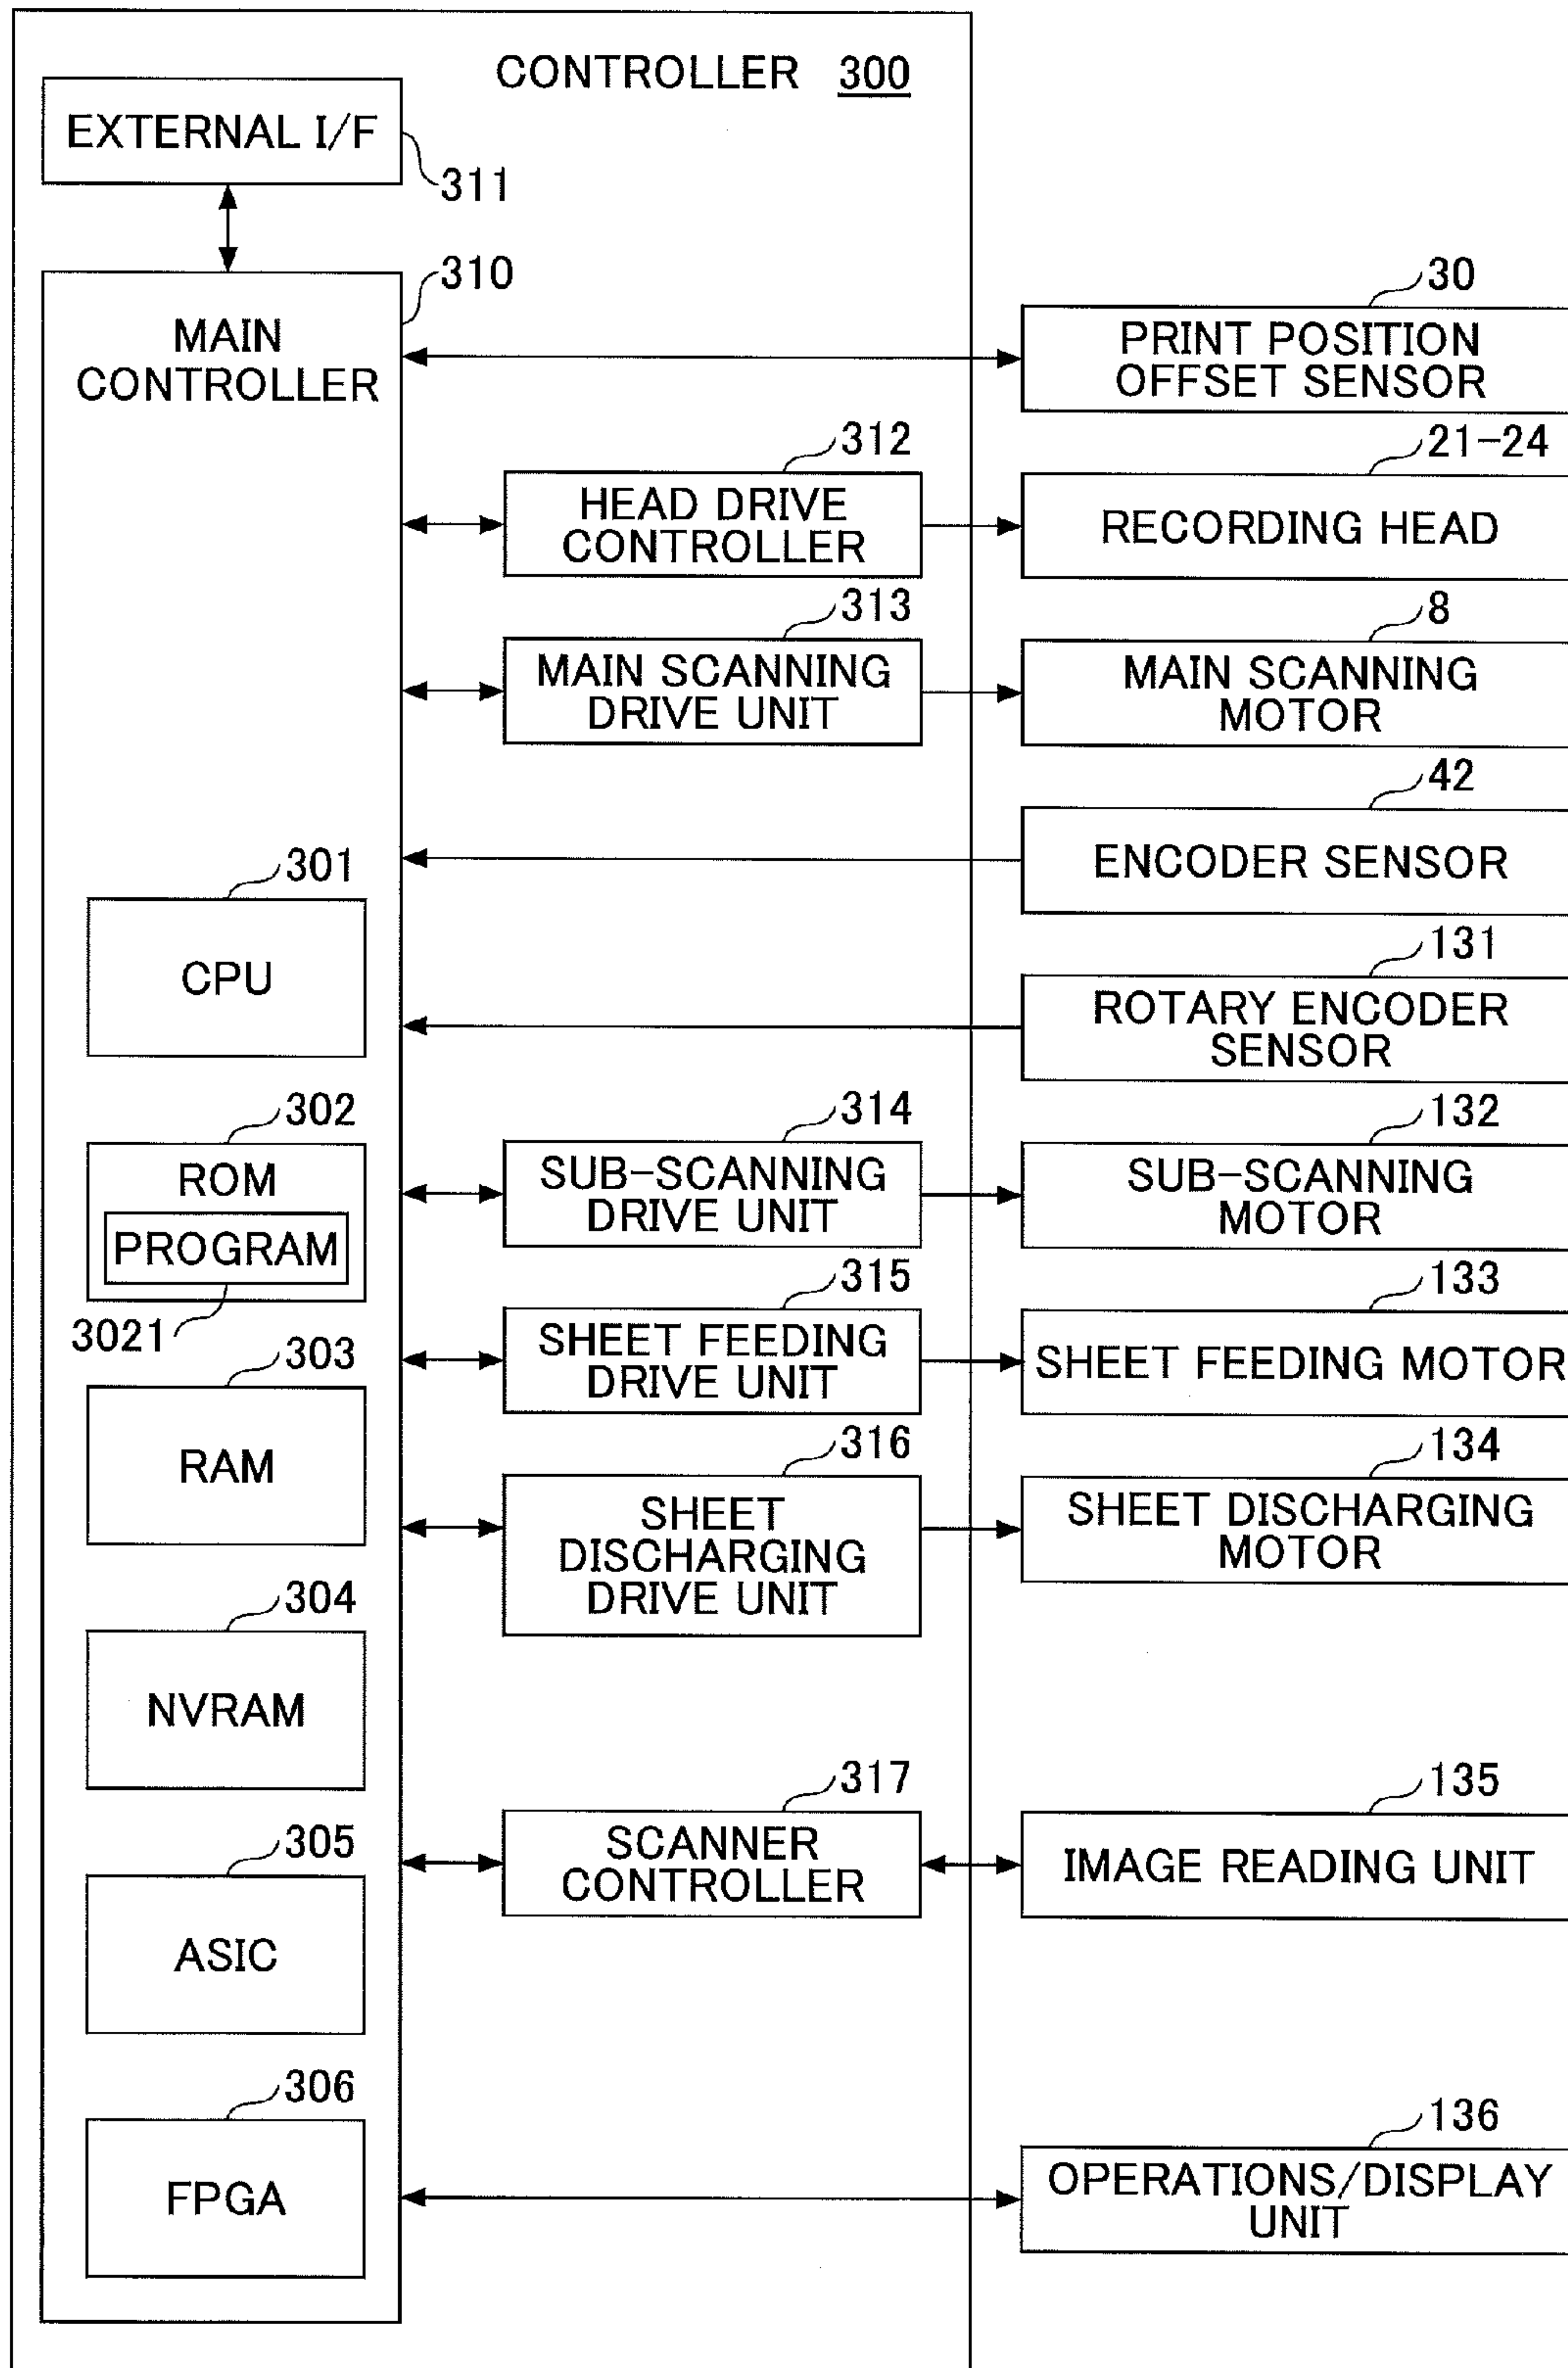 CONTROLLER 300
EXTERNAL I/F
311
310
MAIN
CONTROLLER
30
PRINT POSITION
OFFSET SENSOR
312
HEAD DRIVE
CONTROLLER
21-24
RECORDING HEAD
313
MAIN SCANNING
DRIVE UNIT
8
MAIN SCANNING
MOTOR
42
ENCODER SENSOR
301
CPU
131
ROTARY ENCODER
SENSOR
302
ROM
PROGRAM
3021
314
SUB-SCANNING
DRIVE UNIT
132
SUB-SCANNING
MOTOR
315
SHEET FEEDING
DRIVE UNIT
133
SHEET FEEDING MOTOR
303
RAM
316
SHEET
DISCHARGING
DRIVE UNIT
134
SHEET DISCHARGING
MOTOR
304
NVRAM
317
SCANNER
CONTROLLER
135
IMAGE READING UNIT
305
ASIC
306
FPGA
136
OPERATIONS/DISPLAY
UNIT